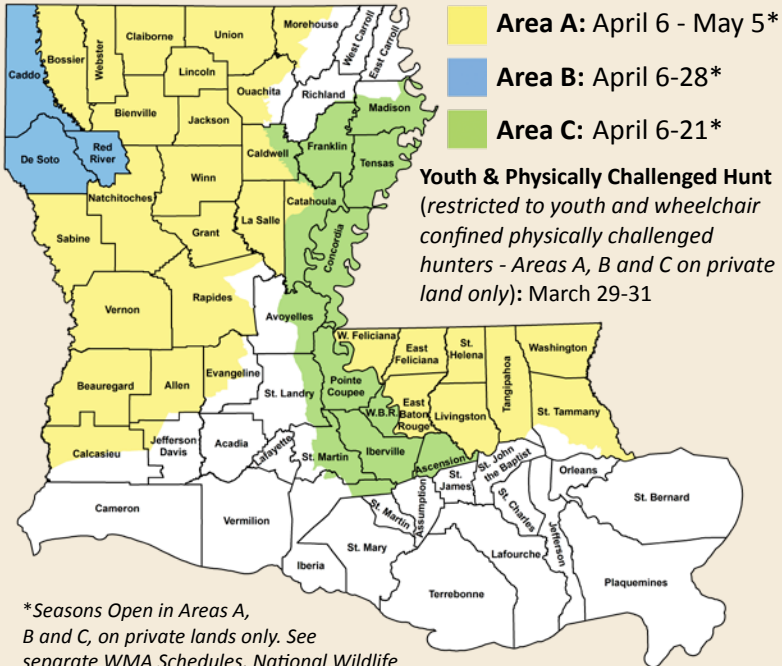 Area A: April 6 - May 5*
Area B: April 6-28*
Area C: April 6-21*
Youth & Physically Challenged Hunt
(restricted to youth and wheelchair
confined physically challenged
hunters - Areas A, B and C on private
land only): March 29-31
Caddo
Bossier
Webster
Claiborne
Union
Morehouse
West Carroll
East Carroll
Lincoln
Ouachita
Richland
Madison
Bienville
Jackson
De Soto
Red
River
Caldwell
Franklin
Tensas
Winn
Natchitoches
Catahoula
La Salle
Sabine
Grant
Concordia
Vernon
Rapides
Avoyelles
W. Feliciana
East
Feliciana
St.
Helena
Tangipahoa
Washington
Beauregard
Allen
Evangeline
St. Landry
Pointe
Coupee
W.B.R.
East
Baton
Rouge
Livingston
St. Tammany
Calcasieu
Jefferson
Davis
Acadia
Lafayette
St. Martin
Iberville
Ascension
St.
James
St. John
the Baptist
Orleans
St. Bernard
Cameron
Vermilion
Iberia
St. Martin
St. Mary
Assumption
Terrebonne
Lafourche
St. Charles
Jefferson
Plaquemines
*Seasons Open in Areas A,
B and C, on private lands only. See
separate WMA Schedules, National Wildlife